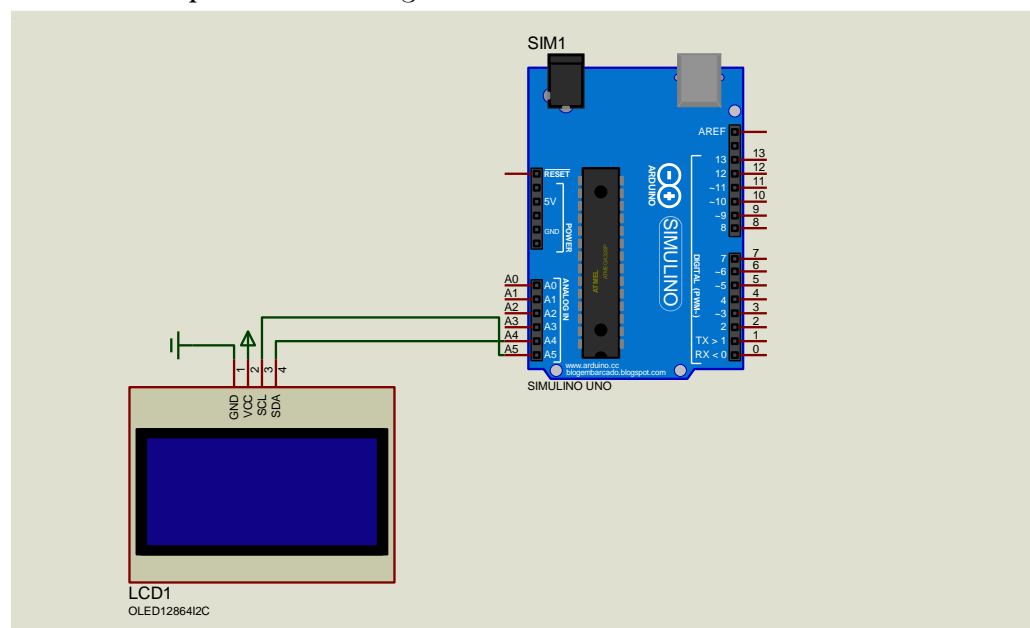 SIM1
AREF
13 13
12 12
~11 11
~10 10
~9 9
8 8
7 7
~6 6
~5 5
4 4
~3 3
2 2
TX > 1 1
RX < 0 0
DIGITAL (PWM~)
ARDUINO
SIMULINO
RESET
5V
GND
POWER
ANALOG IN
A0 A0
A1 A1
A2 A2
A3 A3
A4 A4
A5 A5
ATMEL
ATMEGA328P
www.arduino.cc
blogembarcado.blogspot.com
SIMULINO UNO
1
2
3
4
GND
VCC
SCL
SDA
LCD1
OLED12864I2C